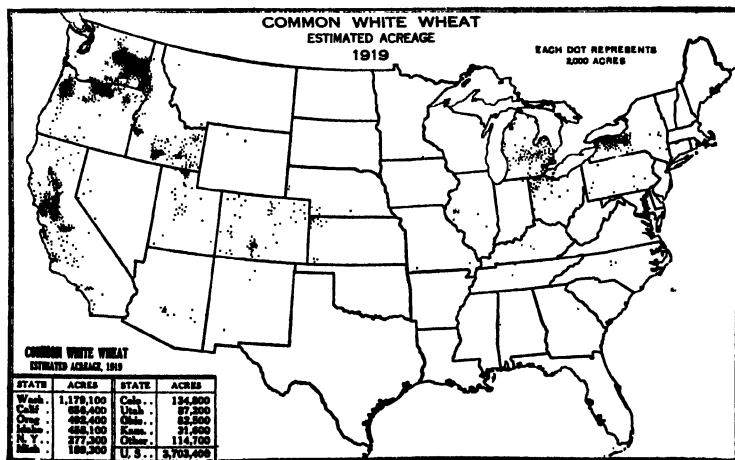 COMMON WHITE WHEAT
ESTIMATED ACREAGE
1919
EACH DOT REPRESENTS
2,000 ACRES
COMMON WHITE WHEAT
ESTIMATED ACREAGE, 1919
STATE ACRES STATE ACRES
Wash.. 1,179,100 Colo.. 134,800
Calif.. 656,400 Utah.. 87,200
Oreg.. 492,400 Ohio.. 82,500
Idaho.. 458,100 Kans.. 31,600
N. Y.. 277,300 Other.. 114,700
Mich.. 189,300 U. S.. 3,703,400